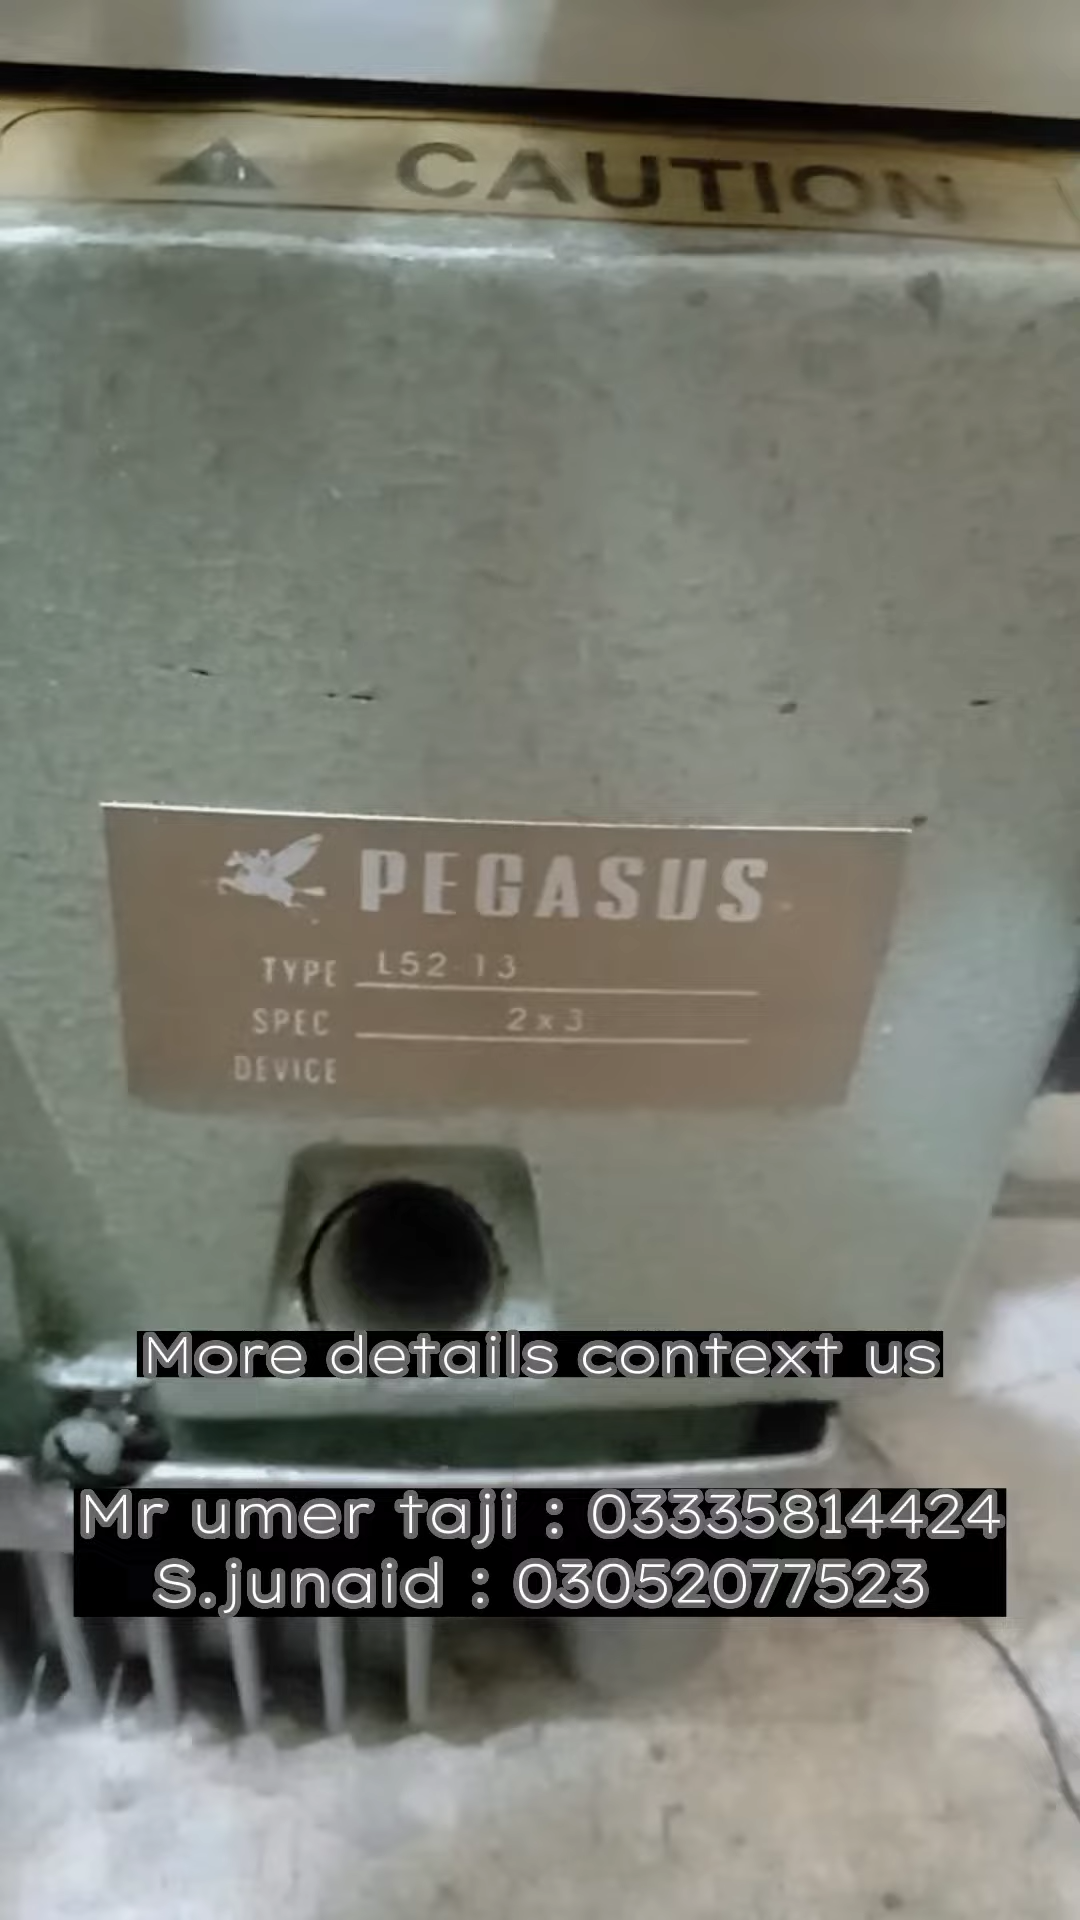 CAUTION
PEGASUS
TYPE L52-13
SPEC 2x3
DEVICE
More details context us
Mr umer taji : 03335814424
S.junaid : 03052077523